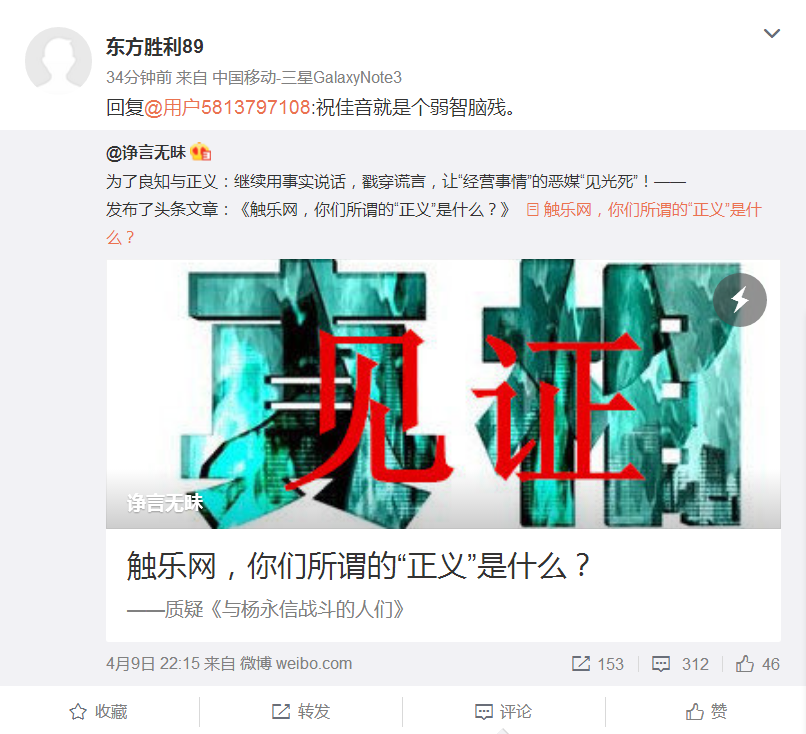 东方胜利89
34分钟前 来自 中国移动-三星GalaxyNote3
回复@用户5813797108:祝佳音就是个弱智脑残。
@诤言无昧
为了良知与正义：继续用事实说话，戳穿谎言，让“经营事情”的恶媒“见光死”！——
发布了头条文章：《触乐网，你们所谓的“正义”是什么？》 触乐网，你们所谓的“正义”是什
么？
真相
见证
诤言无昧
触乐网，你们所谓的“正义”是什么？
——质疑《与杨永信战斗的人们》
4月9日 22:15 来自 微博 weibo.com 153 312 46
收藏 转发 评论 赞